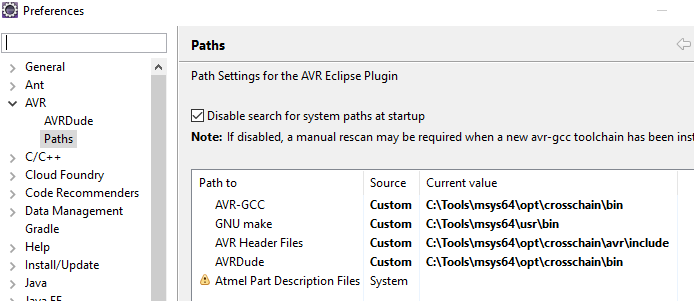 Preferences
General
Ant
AVR
AVRDude
Paths
C/C++
Cloud Foundry
Code Recommenders
Data Management
Gradle
Help
Install/Update
Java
Java EE
Paths
Path Settings for the AVR Eclipse Plugin
Disable search for system paths at startup
Note: If disabled, a manual rescan may be required when a new avr-gcc toolchain has been inst
Path to Source Current value
AVR-GCC Custom C:\Tools\msys64\opt\crosschain\bin
GNU make Custom C:\Tools\msys64\usr\bin
AVR Header Files Custom C:\Tools\msys64\opt\crosschain\avr\include
AVRDude Custom C:\Tools\msys64\opt\crosschain\bin
Atmel Part Description Files System